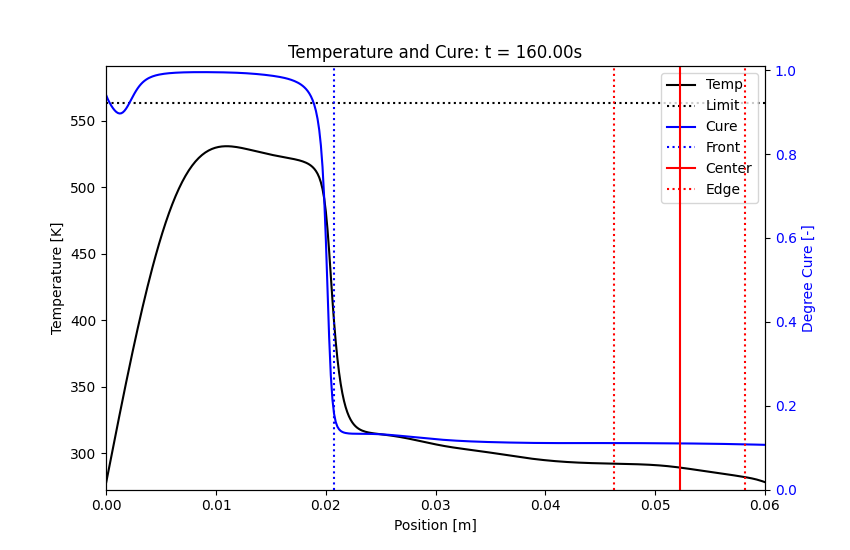 Temperature and Cure: t = 160.00s
Temperature [K]
550
500
450
400
350
300
Temp
Limit
Cure
Front
Center
Edge
1.0
0.8
0.6
0.4
0.2
0.0
Degree Cure [-]
0.00
0.01
0.02
0.03
0.04
0.05
0.06
Position [m]